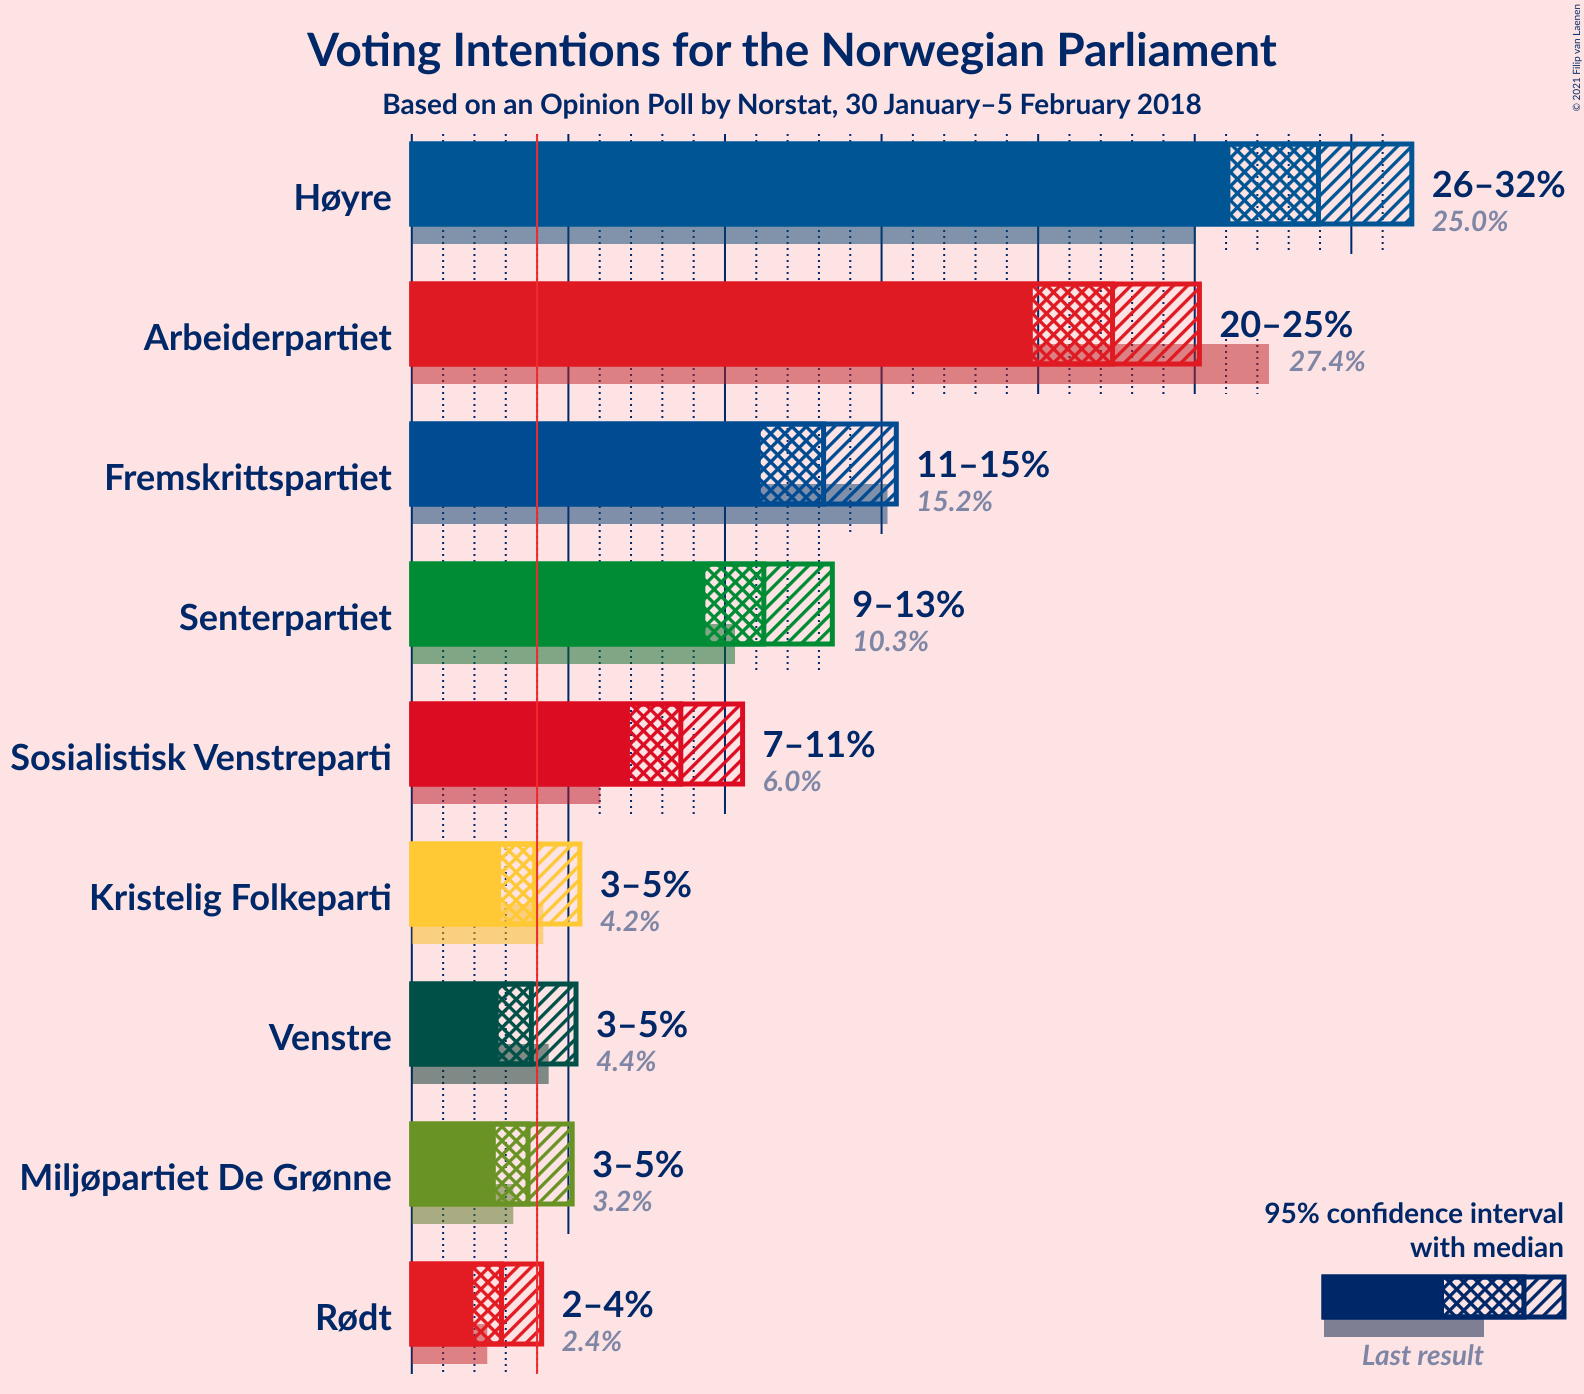 Voting Intentions for the Norwegian Parliament
Based on an Opinion Poll by Norstat, 30 January–5 February 2018
© 2021 Filip van Laenen
Høyre
26–32%
25.0%
Arbeiderpartiet
20–25%
27.4%
Fremskrittspartiet
11–15%
15.2%
Senterpartiet
9–13%
10.3%
Sosialistisk Venstreparti
7–11%
6.0%
Kristelig Folkeparti
3–5%
4.2%
Venstre
3–5%
4.4%
Miljøpartiet De Grønne
3–5%
3.2%
Rødt
2–4%
2.4%
95% confidence interval
with median
Last result